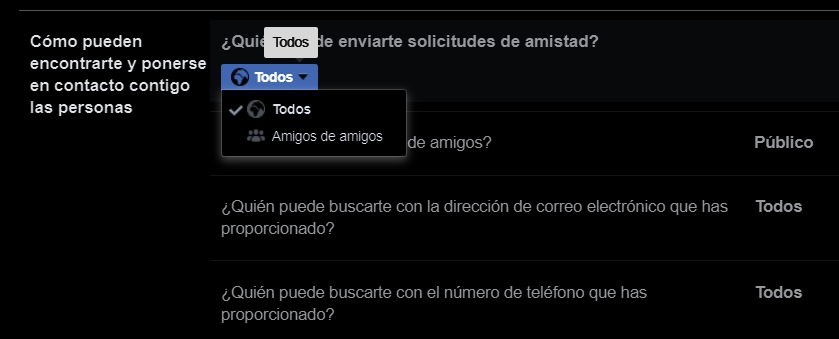 Cómo pueden
encontrarte y ponerse
en contacto contigo
las personas
¿Quié de enviarte solicitudes de amistad?
Todos
Todos
Todos
Amigos de amigos
de amigos?
Público
¿Quién puede buscarte con la dirección de correo electrónico que has
proporcionado?
Todos
¿Quién puede buscarte con el número de teléfono que has
proporcionado?
Todos